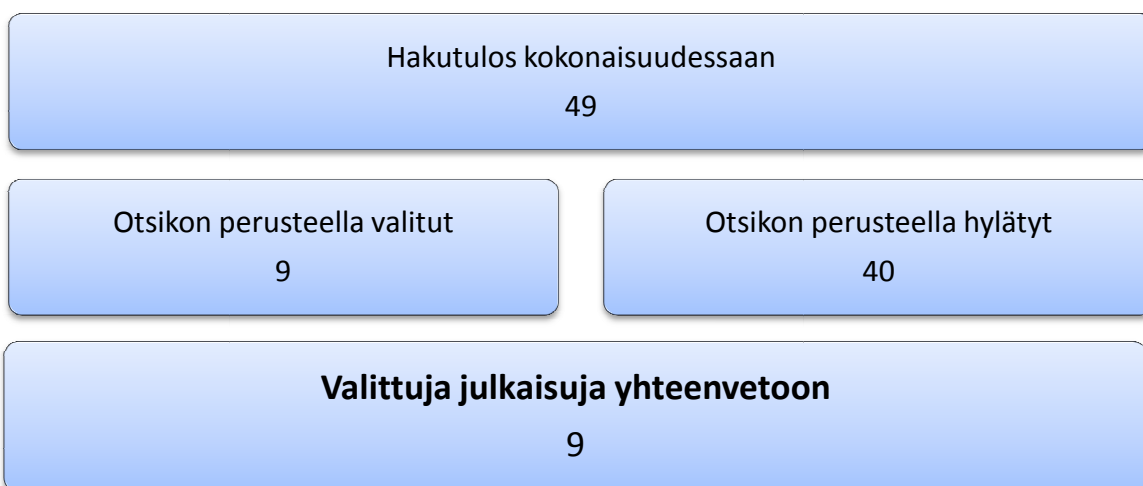 Hakutulos kokonaisuudessaan
49
Otsikon perusteella valitut
9
Otsikon perusteella hylätyt
40
Valittuja julkaisuja yhteenvetoon
9